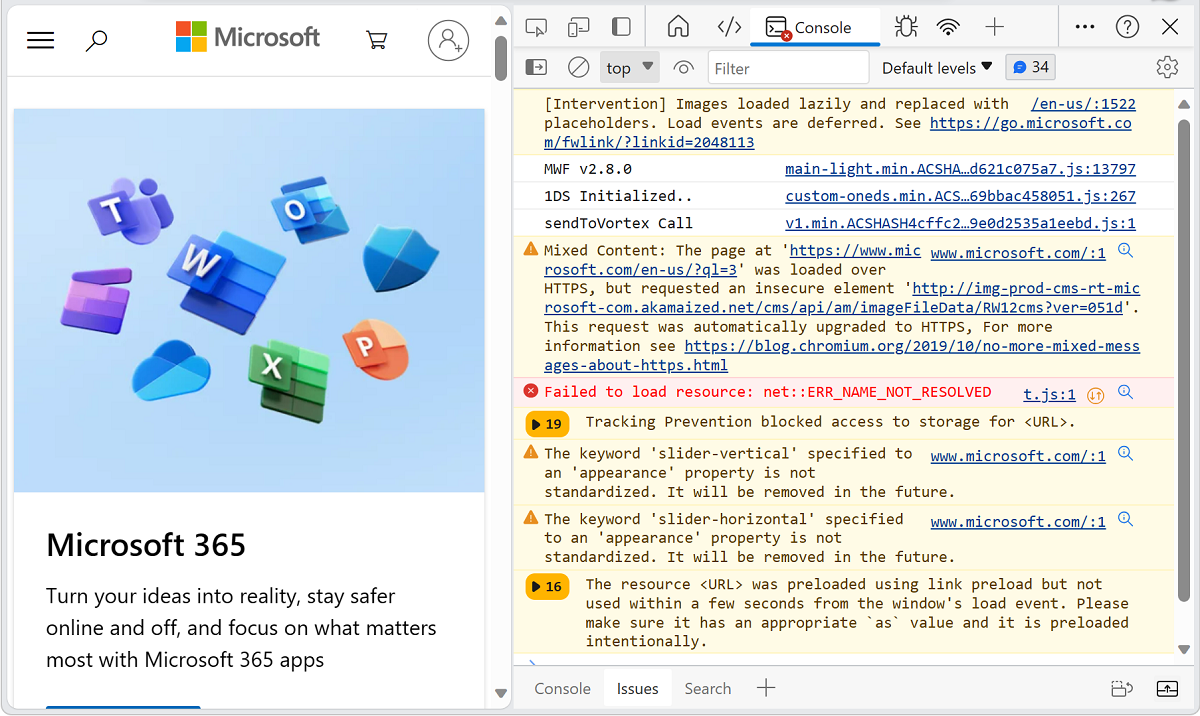 Microsoft
T
O
W
X
P
Microsoft 365
Turn your ideas into reality, stay safer
online and off, and focus on what matters
most with Microsoft 365 apps
Console
top
Filter
Default levels
34
[Intervention] Images loaded lazily and replaced with /en-us/:1522
placeholders. Load events are deferred. See https://go.microsoft.co
m/fwlink/?linkid=2048113
MWF v2.8.0 main-light.min.ACSHA…d621c075a7.js:13797
1DS Initialized.. custom-oneds.min.ACS…69bbac458051.js:267
sendToVortex Call v1.min.ACSHASH4cffc2…9e0d2535a1eebd.js:1
Mixed Content: The page at 'https://www.mic www.microsoft.com/:1
rosoft.com/en-us/?ql=3' was loaded over
HTTPS, but requested an insecure element 'http://img-prod-cms-rt-mic
rosoft-com.akamaized.net/cms/api/am/imageFileData/RW12cms?ver=051d'.
This request was automatically upgraded to HTTPS, For more
information see https://blog.chromium.org/2019/10/no-more-mixed-mess
ages-about-https.html
Failed to load resource: net::ERR_NAME_NOT_RESOLVED t.js:1
19 Tracking Prevention blocked access to storage for <URL>.
The keyword 'slider-vertical' specified to www.microsoft.com/:1
an 'appearance' property is not
standardized. It will be removed in the future.
The keyword 'slider-horizontal' specified www.microsoft.com/:1
to an 'appearance' property is not
standardized. It will be removed in the future.
16 The resource <URL> was preloaded using link preload but not
used within a few seconds from the window's load event. Please
make sure it has an appropriate `as` value and it is preloaded
intentionally.
Console Issues Search